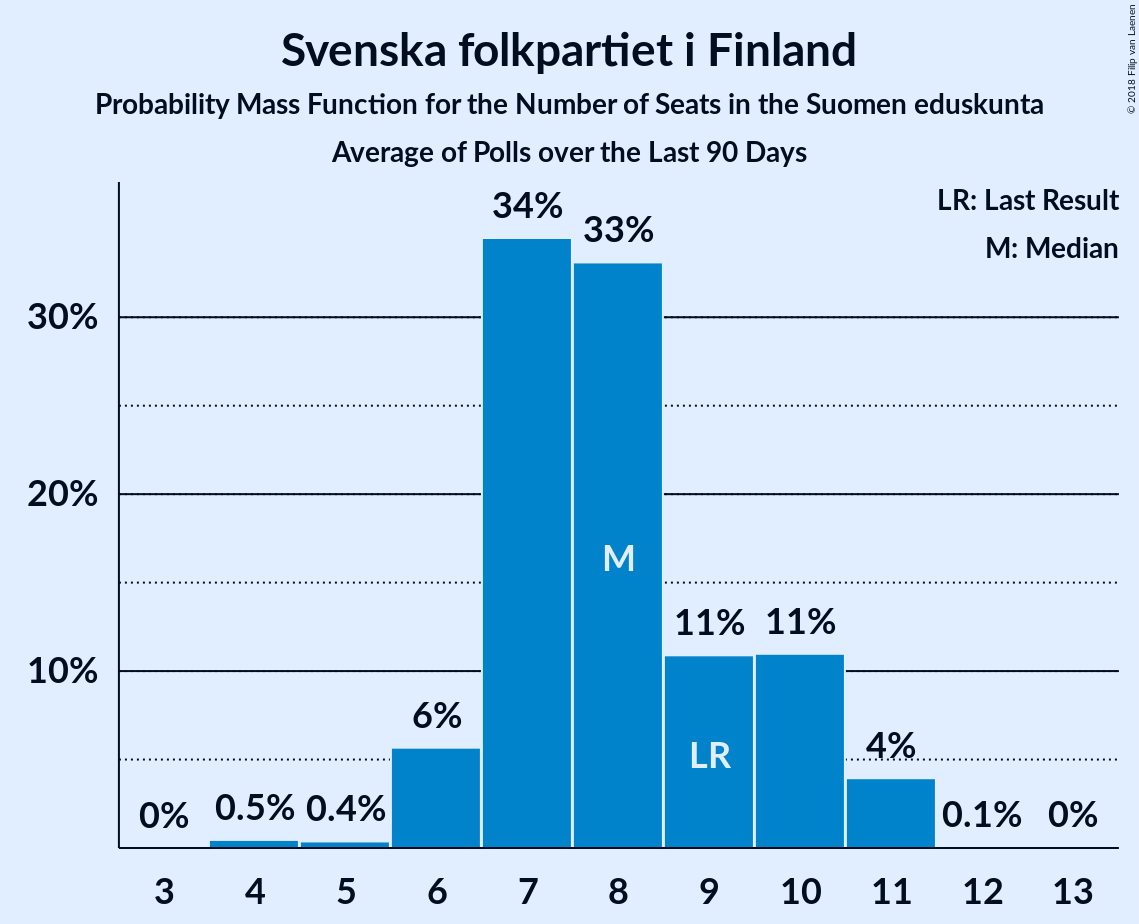 Svenska folkpartiet i Finland
Probability Mass Function for the Number of Seats in the Suomen eduskunta
Average of Polls over the Last 90 Days
© 2018 Filip van Laenen
LR: Last Result
M: Median
34%
33%
30%
20%
10%
M
11%
11%
6%
LR
4%
0%
0.5%
0.4%
0.1%
0%
3 4 5 6 7 8 9 10 11 12 13